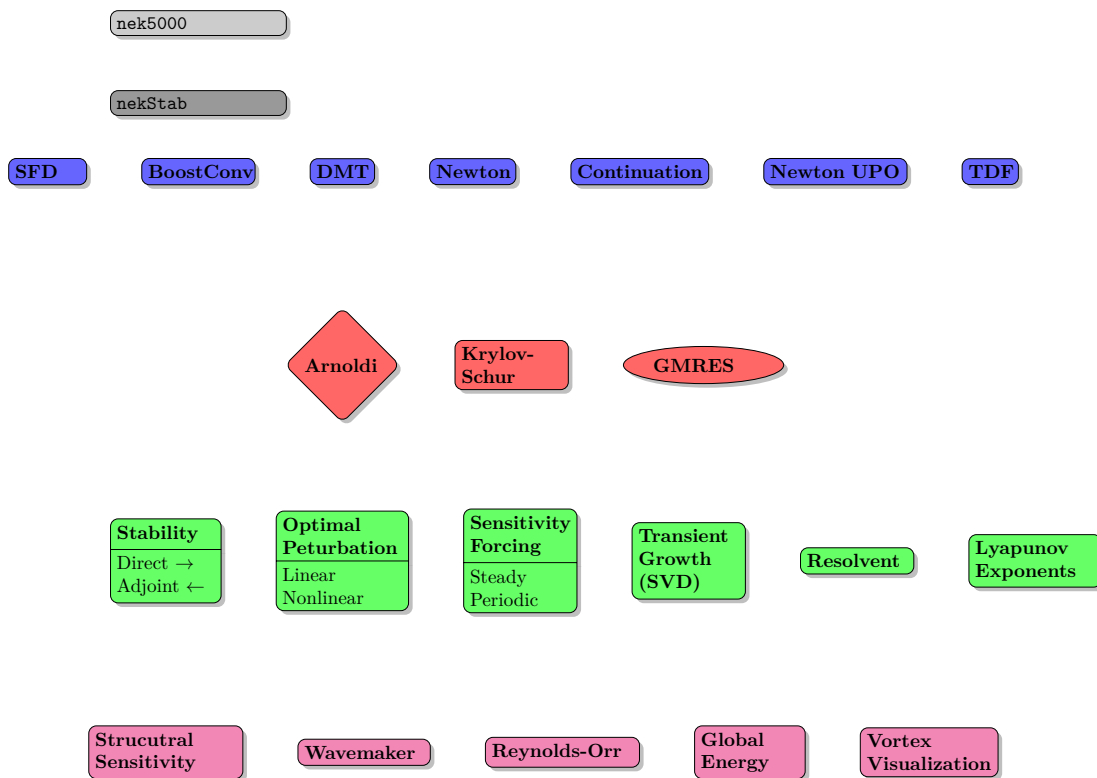 nek5000
nekStab
SFD BoostConv DMT Newton Continuation Newton UPO TDF
Arnoldi
Krylov-
Schur
GMRES
Stability
Direct →
Adjoint ←
Optimal
Peturbation
Linear
Nonlinear
Sensitivity
Forcing
Steady
Periodic
Transient
Growth
(SVD)
Resolvent
Lyapunov
Exponents
Strucutral
Sensitivity
Wavemaker
Reynolds-Orr
Global
Energy
Vortex
Visualization